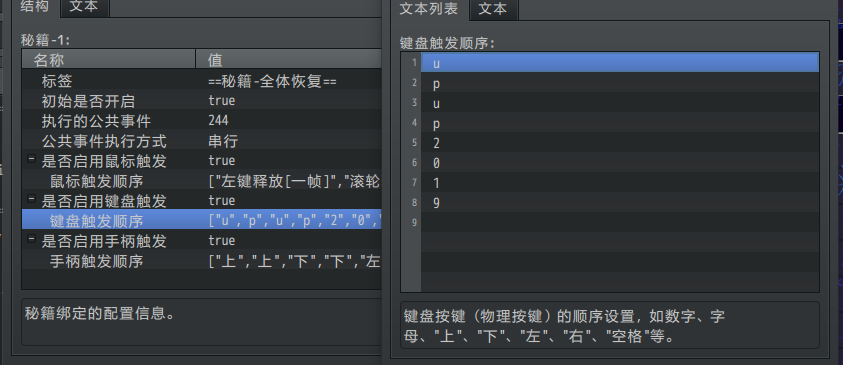 结构 文本
秘籍-1:
名称 值
标签 ==秘籍-全体恢复==
初始是否开启 true
执行的公共事件 244
公共事件执行方式 串行
是否启用鼠标触发 true
鼠标触发顺序 ["左键释放[一帧]","滚轮
是否启用键盘触发 true
键盘触发顺序 ["u","p","u","p","2","0","
是否启用手柄触发 true
手柄触发顺序 ["上","上","下","下","左
秘籍绑定的配置信息。
文本列表 文本
键盘触发顺序:
1 u
2 p
3 u
4 p
5 2
6 0
7 1
8 9
9
键盘按键（物理按键）的顺序设置，如数字、字
母、"上"、"下"、"左"、"右"、"空格"等。